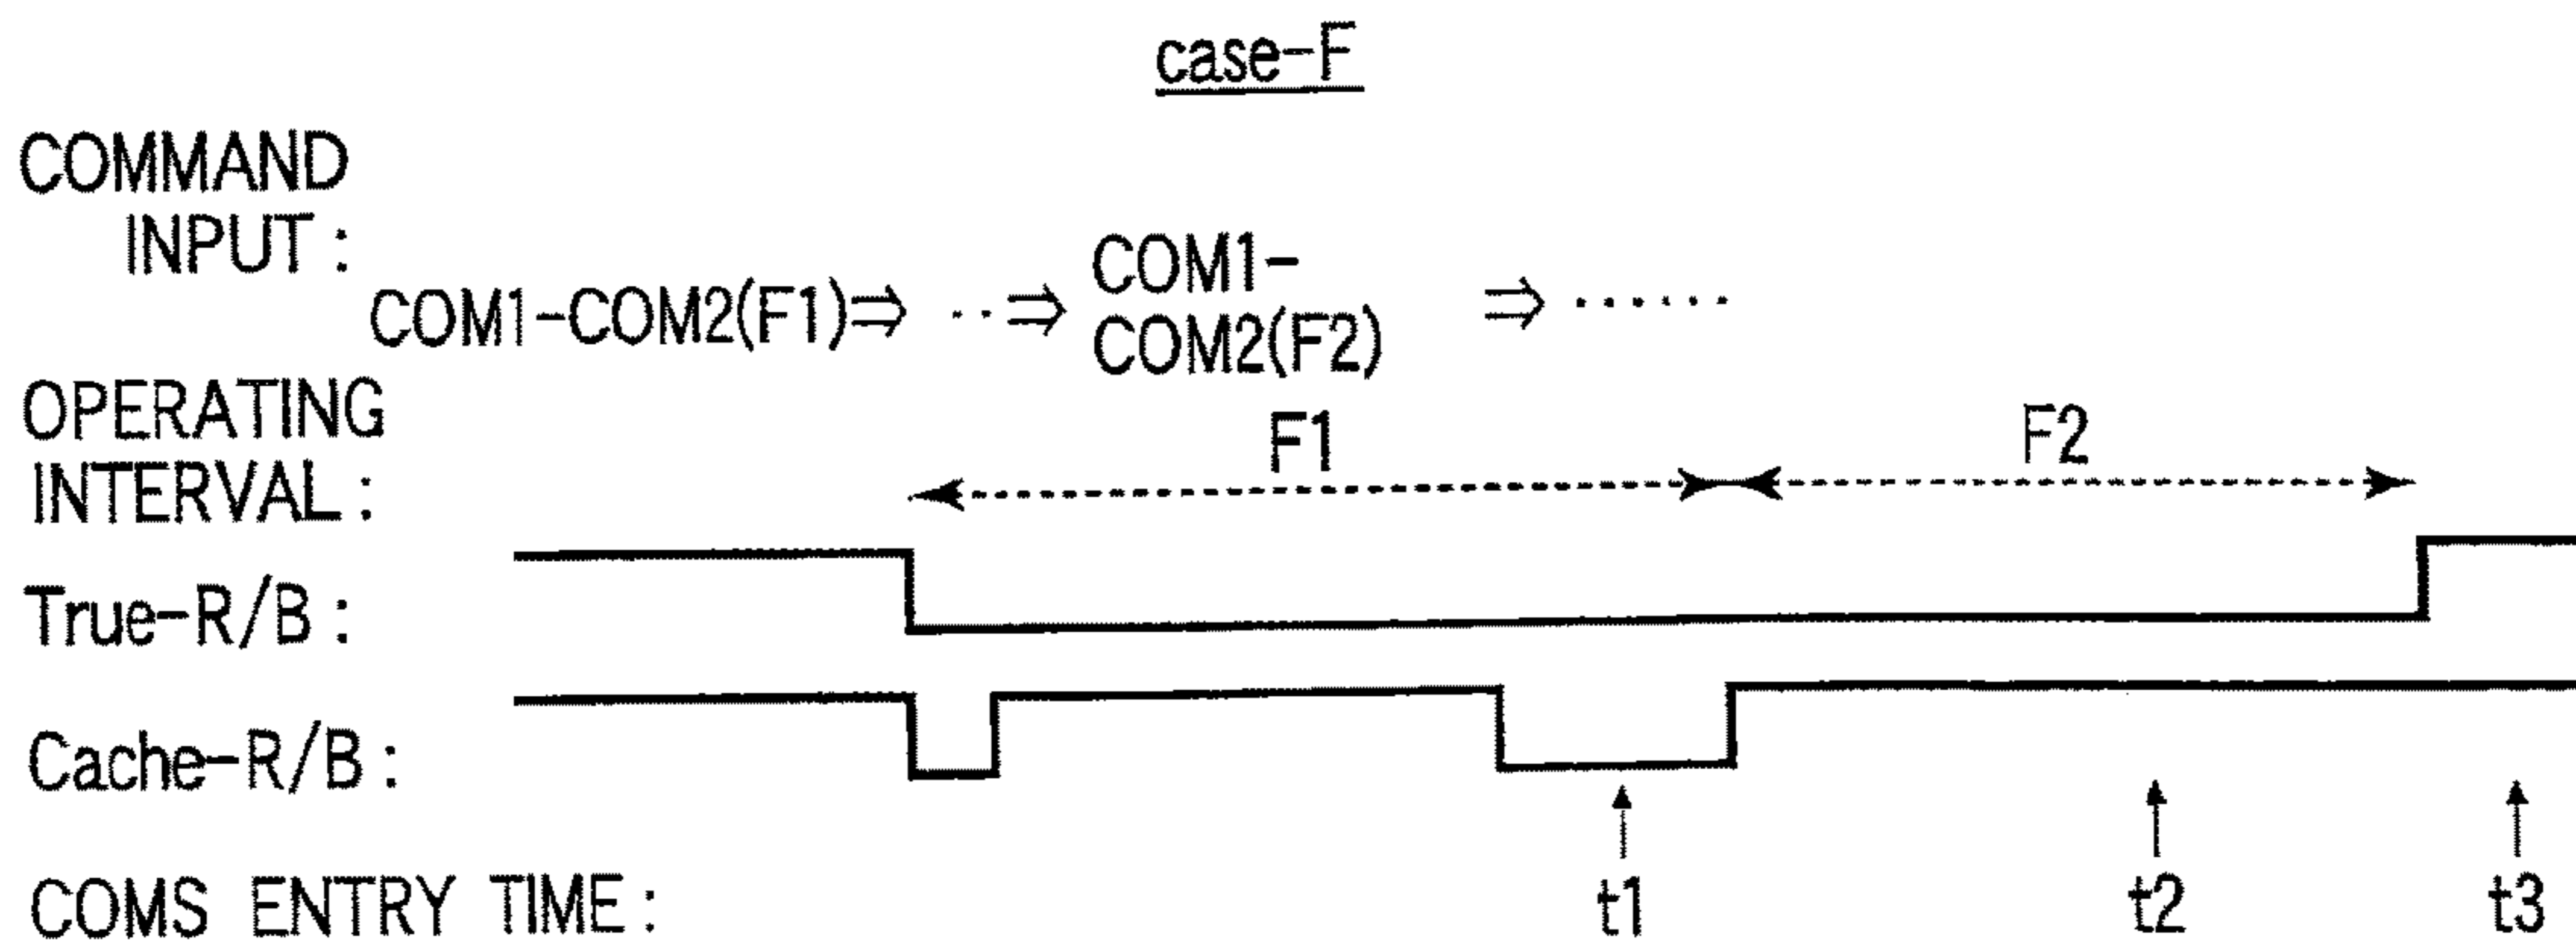 case-F
COMMAND
INPUT :
COM1-COM2(F1)⇒ ··⇒ COM1-
COM2(F2) ⇒ ······
OPERATING
INTERVAL :
F1 F2
True-R/B :
Cache-R/B :
COMS ENTRY TIME : t1 t2 t3